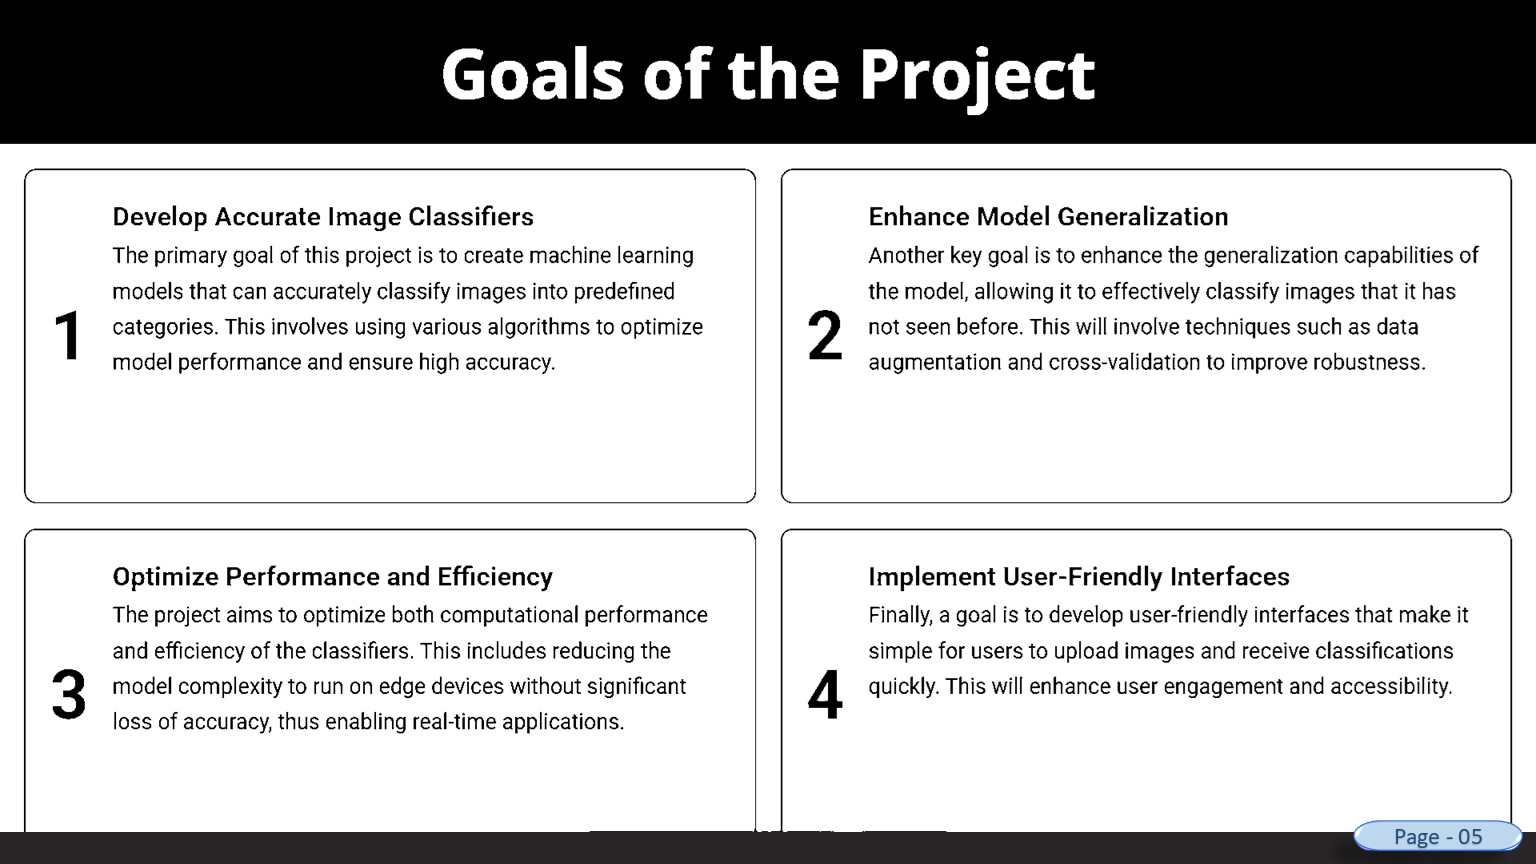 Goals of the Project
1
Develop Accurate Image Classifiers
The primary goal of this project is to create machine learning
models that can accurately classify images into predefined
categories. This involves using various algorithms to optimize
model performance and ensure high accuracy.
2
Enhance Model Generalization
Another key goal is to enhance the generalization capabilities of
the model, allowing it to effectively classify images that it has
not seen before. This will involve techniques such as data
augmentation and cross-validation to improve robustness.
3
Optimize Performance and Efficiency
The project aims to optimize both computational performance
and efficiency of the classifiers. This includes reducing the
model complexity to run on edge devices without significant
loss of accuracy, thus enabling real-time applications.
4
Implement User-Friendly Interfaces
Finally, a goal is to develop user-friendly interfaces that make it
simple for users to upload images and receive classifications
quickly. This will enhance user engagement and accessibility.
Page - 05